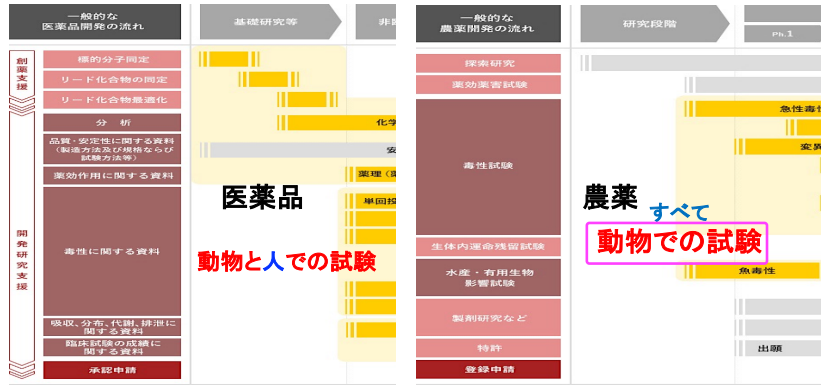 一般的な
医薬品開発の流れ
基礎研究等
創薬支援
標的分子同定
リード化合物の同定
リード化合物最適化
分 析
化学
品質・安定性に関する資料
(製造方法及び規格ならび
試験方法等)
薬効作用に関する資料
薬理
医薬品
単回投
開発研究支援
毒性に関する資料
動物と人での試験
吸収、分布、代謝、排泄に
関する資料
臨床試験の成績に
関する資料
承認申請
一般的な
農薬開発の流れ
研究段階
Ph.1
探索研究
薬効薬害試験
急性毒性
変異
毒性試験
農薬
すべて
動物での試験
生体内運命残留試験
水産・有用生物
影響試験
魚毒性
製剤研究など
特許
出願
登録申請